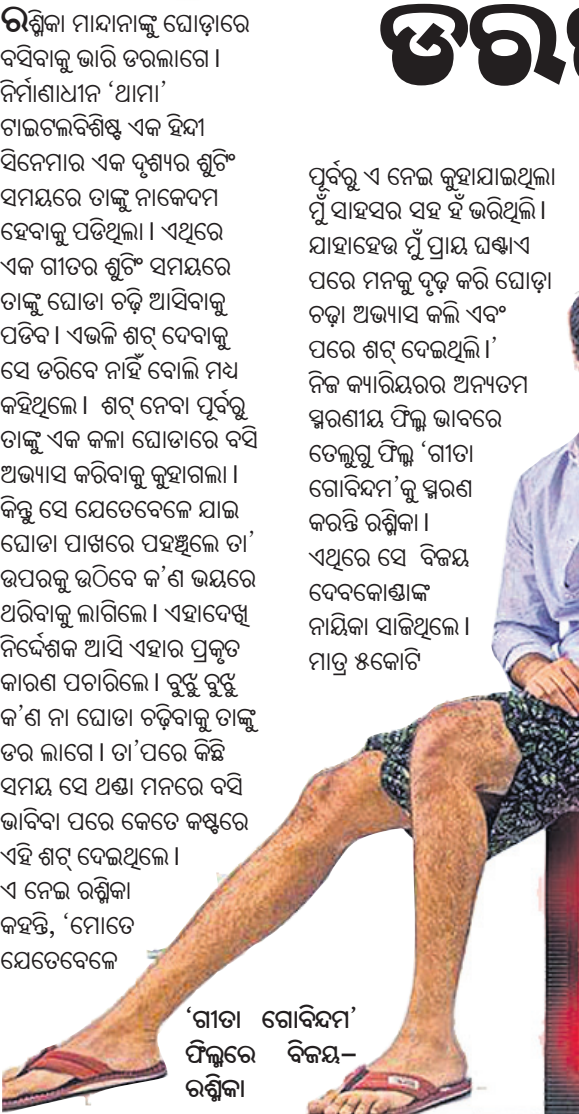 ରଶ୍ମିକା ମାନ୍ଦାନାଙ୍କୁ ଘୋଡ଼ାରେ
ବସିବାକୁ ଭାରି ଡରଲାଗେ ।
ନିର୍ମାଣାଧୀନ ‘ଥାମା’
ଟାଇଟଲବିଶିଷ୍ଟ ଏକ ହିନ୍ଦୀ
ସିନେମାର ଏକ ଦୃଶ୍ୟର ଶୁଟିଂ
ସମୟରେ ତାଙ୍କୁ ନାକେଦମ
ହେବାକୁ ପଡିଥିଲା । ଏଥିରେ
ଏକ ଗୀତର ଶୁଟିଂ ସମୟରେ
ତାଙ୍କୁ ଘୋଡା ଚଢ଼ି ଆସିବାକୁ
ପଡିବ । ଏଭଳି ଶଟ୍ ଦେବାକୁ
ସେ ଡରିବେ ନାହିଁ ବୋଲି ମଧ୍ୟ
କହିଥିଲେ । ଶଟ୍ ନେବା ପୂର୍ବରୁ
ତାଙ୍କୁ ଏକ କଳା ଘୋଡାରେ ବସି
ଅଭ୍ୟାସ କରିବାକୁ କୁହାଗଲା ।
କିନ୍ତୁ ସେ ଯେତେବେଳେ ଯାଇ
ଘୋଡା ପାଖରେ ପହଞ୍ଚିଲେ ତା’
ଉପରକୁ ଉଠିବେ କ’ଣ ଭୟରେ
ଥରିବାକୁ ଲାଗିଲେ । ଏହାଦେଖି
ନିର୍ଦ୍ଦେଶକ ଆସି ଏହାର ପ୍ରକୃତ
କାରଣ ପଚାରିଲେ । ବୁଝୁ ବୁଝୁ
କ’ଣ ନା ଘୋଡା ଚଢ଼ିବାକୁ ତାଙ୍କୁ
ଡର ଲାଗେ । ତା’ପରେ କିଛି
ସମୟ ସେ ଥଣ୍ଡା ମନରେ ବସି
ଭାବିବା ପରେ କେତେ କଷ୍ଟରେ
ଏହି ଶଟ୍ ଦେଇଥିଲେ ।
ଏ ନେଇ ରଶ୍ମିକା
କହନ୍ତି, ‘ମୋତେ
ଯେତେବେଳେ
ପୂର୍ବରୁ ଏ ନେଇ କୁହାଯାଇଥିଲା
ମୁଁ ସାହସର ସହ ହଁ ଭରିଥିଲି ।
ଯାହାହେଉ ମୁଁ ପ୍ରାୟ ଘଣ୍ଟାଏ
ପରେ ମନକୁ ଦୃଢ଼ କରି ଘୋଡ଼ା
ଚଢ଼ା ଅଭ୍ୟାସ କଲି ଏବଂ
ପରେ ଶଟ୍ ଦେଇଥିଲି ।’
ନିଜ କ୍ୟାରିୟରର ଅନ୍ୟତମ
ସ୍ମରଣୀୟ ଫିଲ୍ମ ଭାବରେ
ତେଲୁଗୁ ଫିଲ୍ମ ‘ଗୀତା
ଗୋବିନ୍ଦମ’କୁ ସ୍ମରଣ
କରନ୍ତି ରଶ୍ମିକା ।
ଏଥିରେ ସେ ବିଜୟ
ଦେବକୋଣ୍ଡାଙ୍କ
ନାୟିକା ସାଜିଥିଲେ ।
ମାତ୍ର ୫କୋଟି
‘ଗୀତା ଗୋବିନ୍ଦମ’
ଫିଲ୍ମରେ ବିଜୟ–
ରଶ୍ମିକା